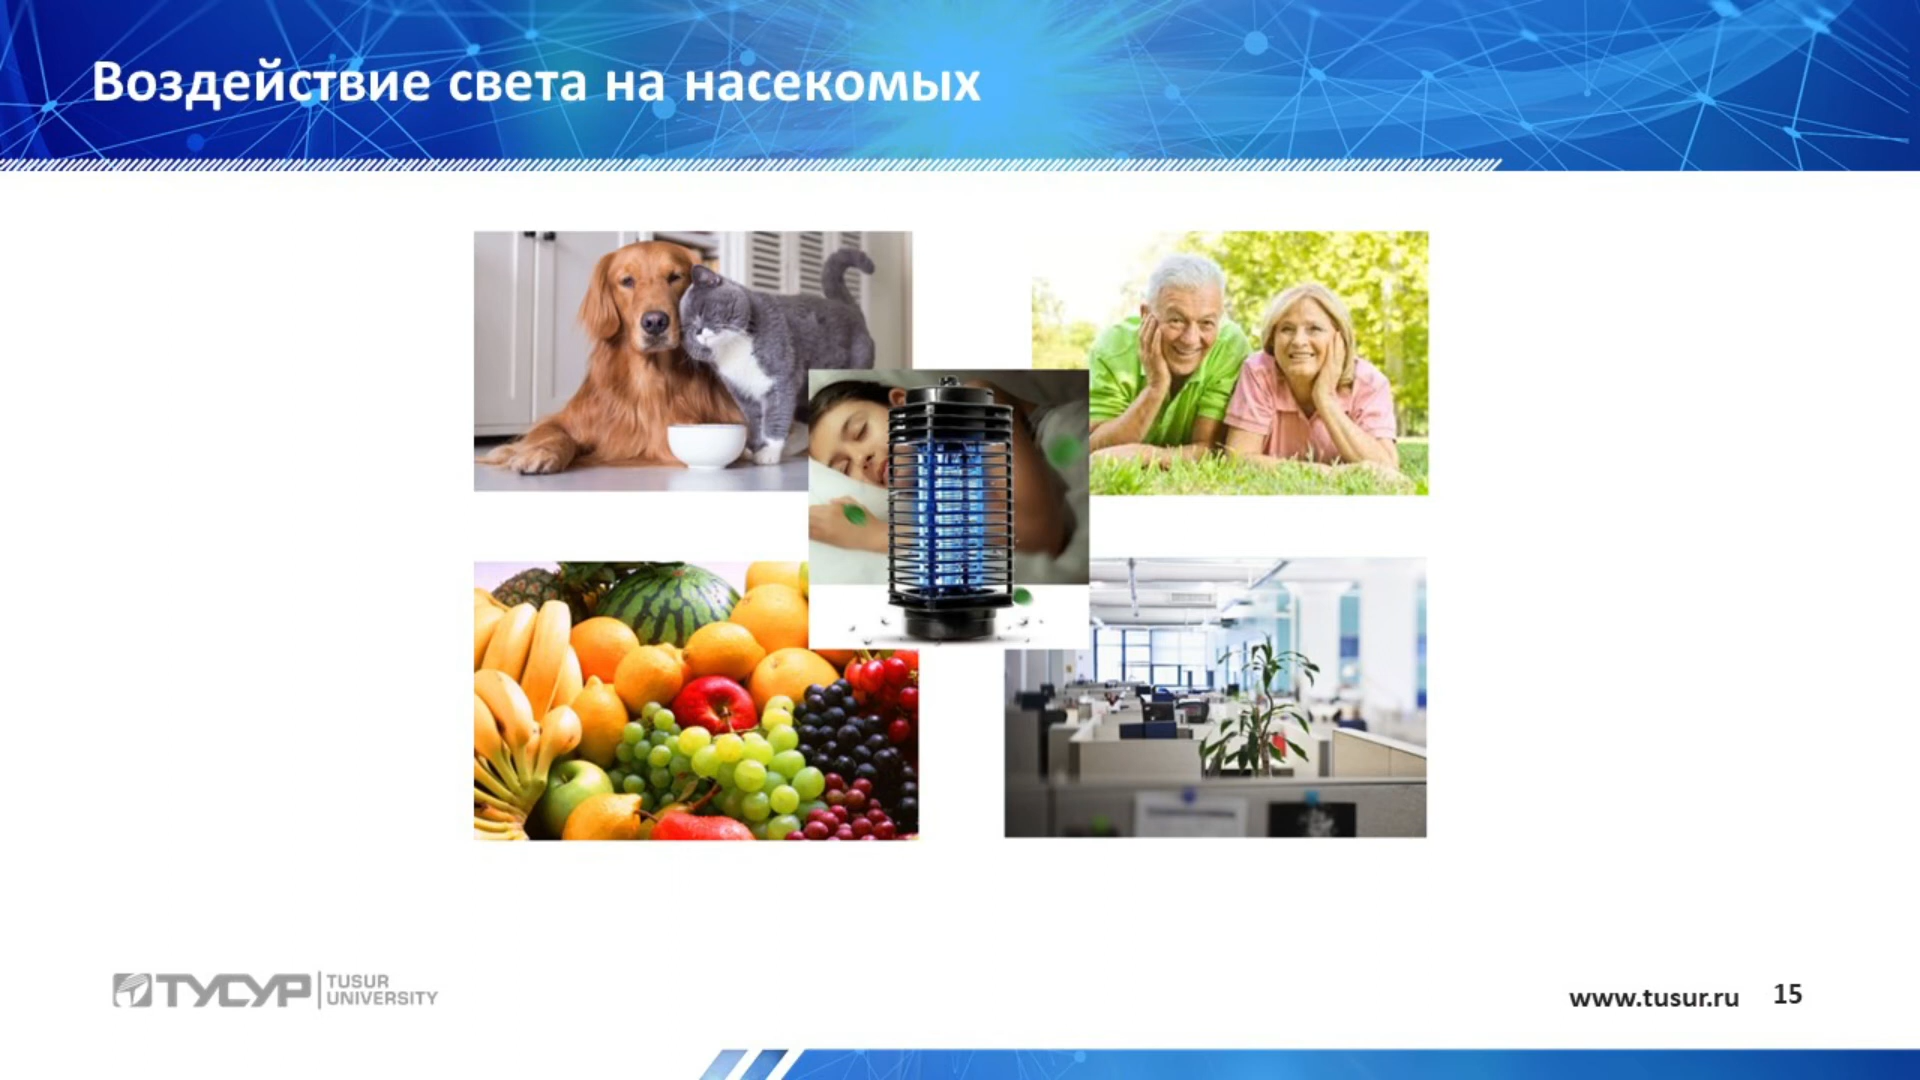 Воздействие света на насекомых
ТУСУР
TUSUR
UNIVERSITY
www.tusur.ru
15